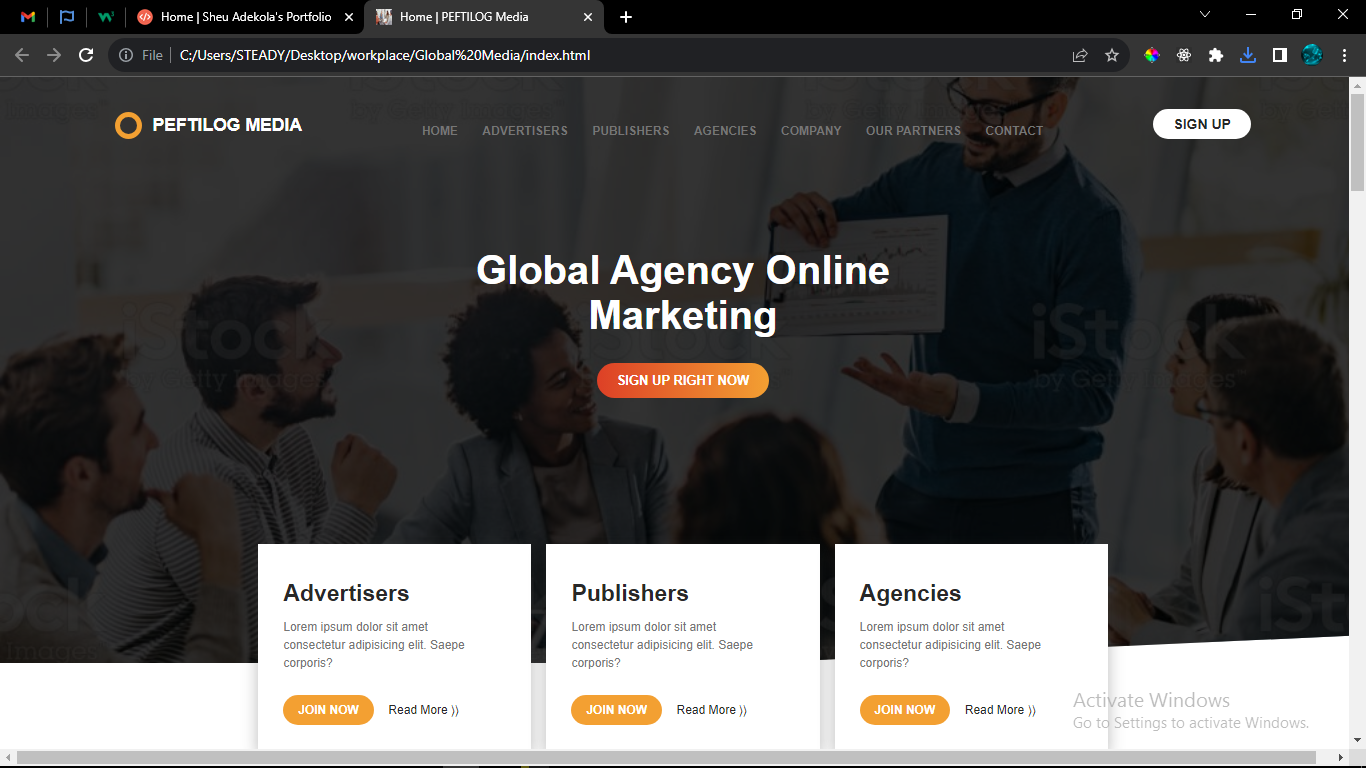 Home | Sheu Adekola's Portfolio
Home | PEFTILOG Media
File
C:/Users/STEADY/Desktop/workplace/Global%20Media/index.html
PEFTILOG MEDIA
HOME
ADVERTISERS
PUBLISHERS
AGENCIES
COMPANY
OUR PARTNERS
CONTACT
SIGN UP
Global Agency Online
Marketing
SIGN UP RIGHT NOW
iStock
by Getty Images
iStock
by Getty Images
Advertisers
Lorem ipsum dolor sit amet
consectetur adipisicing elit. Saepe
corporis?
JOIN NOW
Read More ⟩⟩
Publishers
Lorem ipsum dolor sit amet
consectetur adipisicing elit. Saepe
corporis?
JOIN NOW
Read More ⟩⟩
Agencies
Lorem ipsum dolor sit amet
consectetur adipisicing elit. Saepe
corporis?
JOIN NOW
Read More ⟩⟩
Activate Windows
Go to Settings to activate Windows.